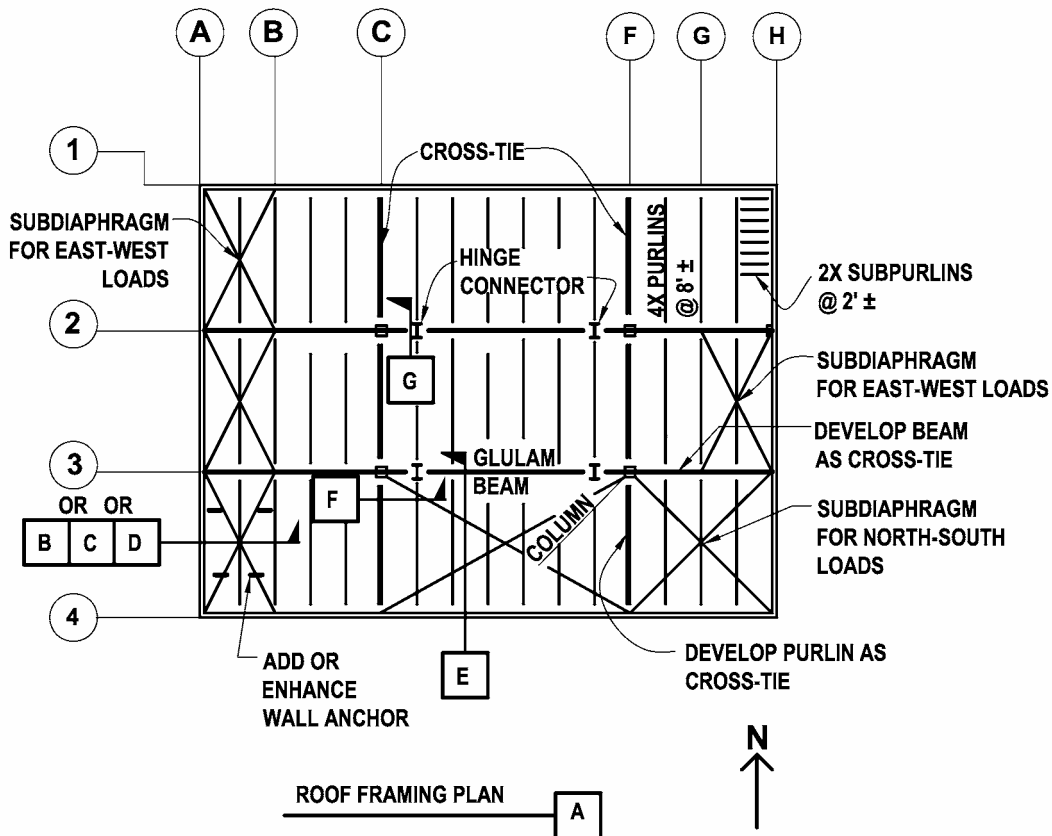 A
B
C
F
G
H
1
CROSS-TIE
SUBDIAPHRAGM
FOR EAST-WEST
LOADS
HINGE
CONNECTOR
4X PURLINS
@ 8' ±
2X SUBPURLINS
@ 2' ±
2
G
SUBDIAPHRAGM
FOR EAST-WEST LOADS
3
GLULAM
BEAM
DEVELOP BEAM
AS CROSS-TIE
OR OR
B C D
F
COLUMN
SUBDIAPHRAGM
FOR NORTH-SOUTH
LOADS
4
ADD OR
ENHANCE
WALL ANCHOR
E
DEVELOP PURLIN AS
CROSS-TIE
N
ROOF FRAMING PLAN
A